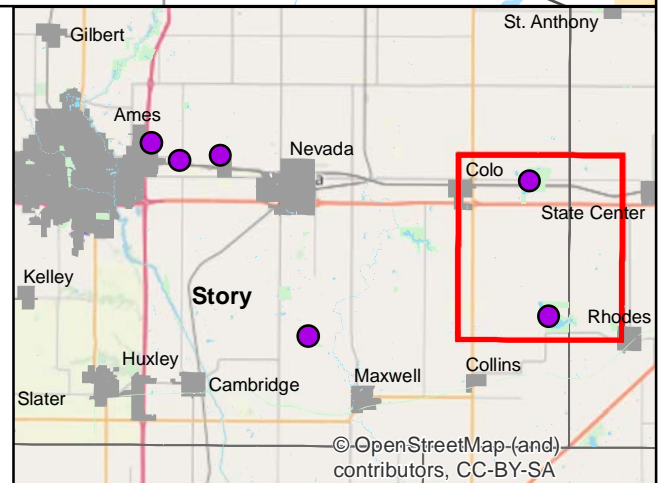 St. Anthony
Gilbert
Ames
Nevada
a
Colo
State Center
Kelley
Story
Rhodes
Huxley
Collins
Slater
Cambridge
Maxwell
© OpenStreetMap (and)
contributors, CC-BY-SA